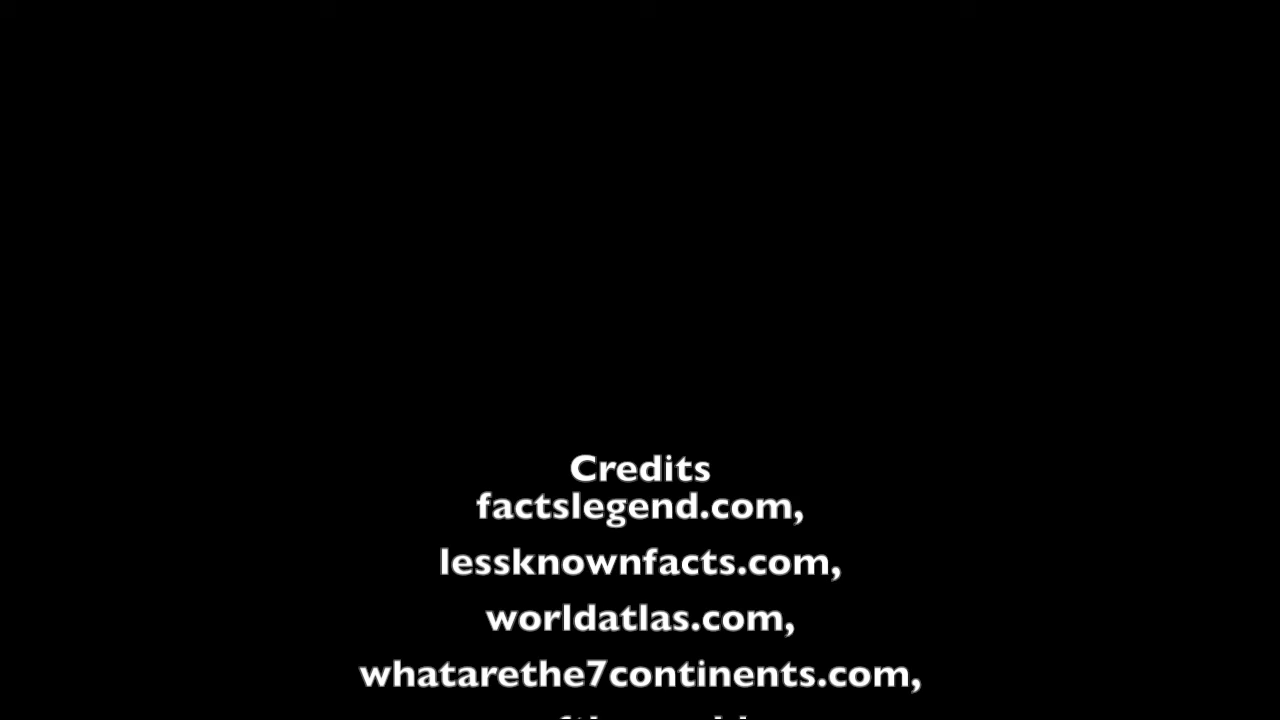 Credits
factslegend.com,
lessknownfacts.com,
worldatlas.com,
whatarethe7continents.com,